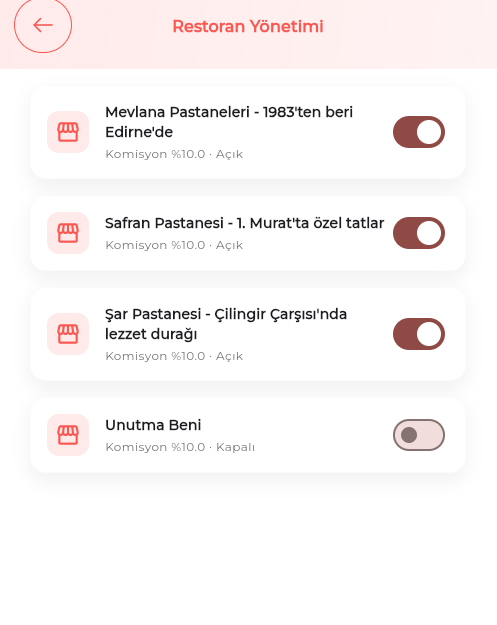 Restoran Yönetimi
Mevlana Pastaneleri - 1983'ten beri
Edirne'de
Komisyon %10.0 · Açık
Safran Pastanesi - 1. Murat'ta özel tatlar
Komisyon %10.0 · Açık
Şar Pastanesi - Çilingir Çarşısı'nda
lezzet durağı
Komisyon %10.0 · Açık
Unutma Beni
Komisyon %10.0 · Kapalı